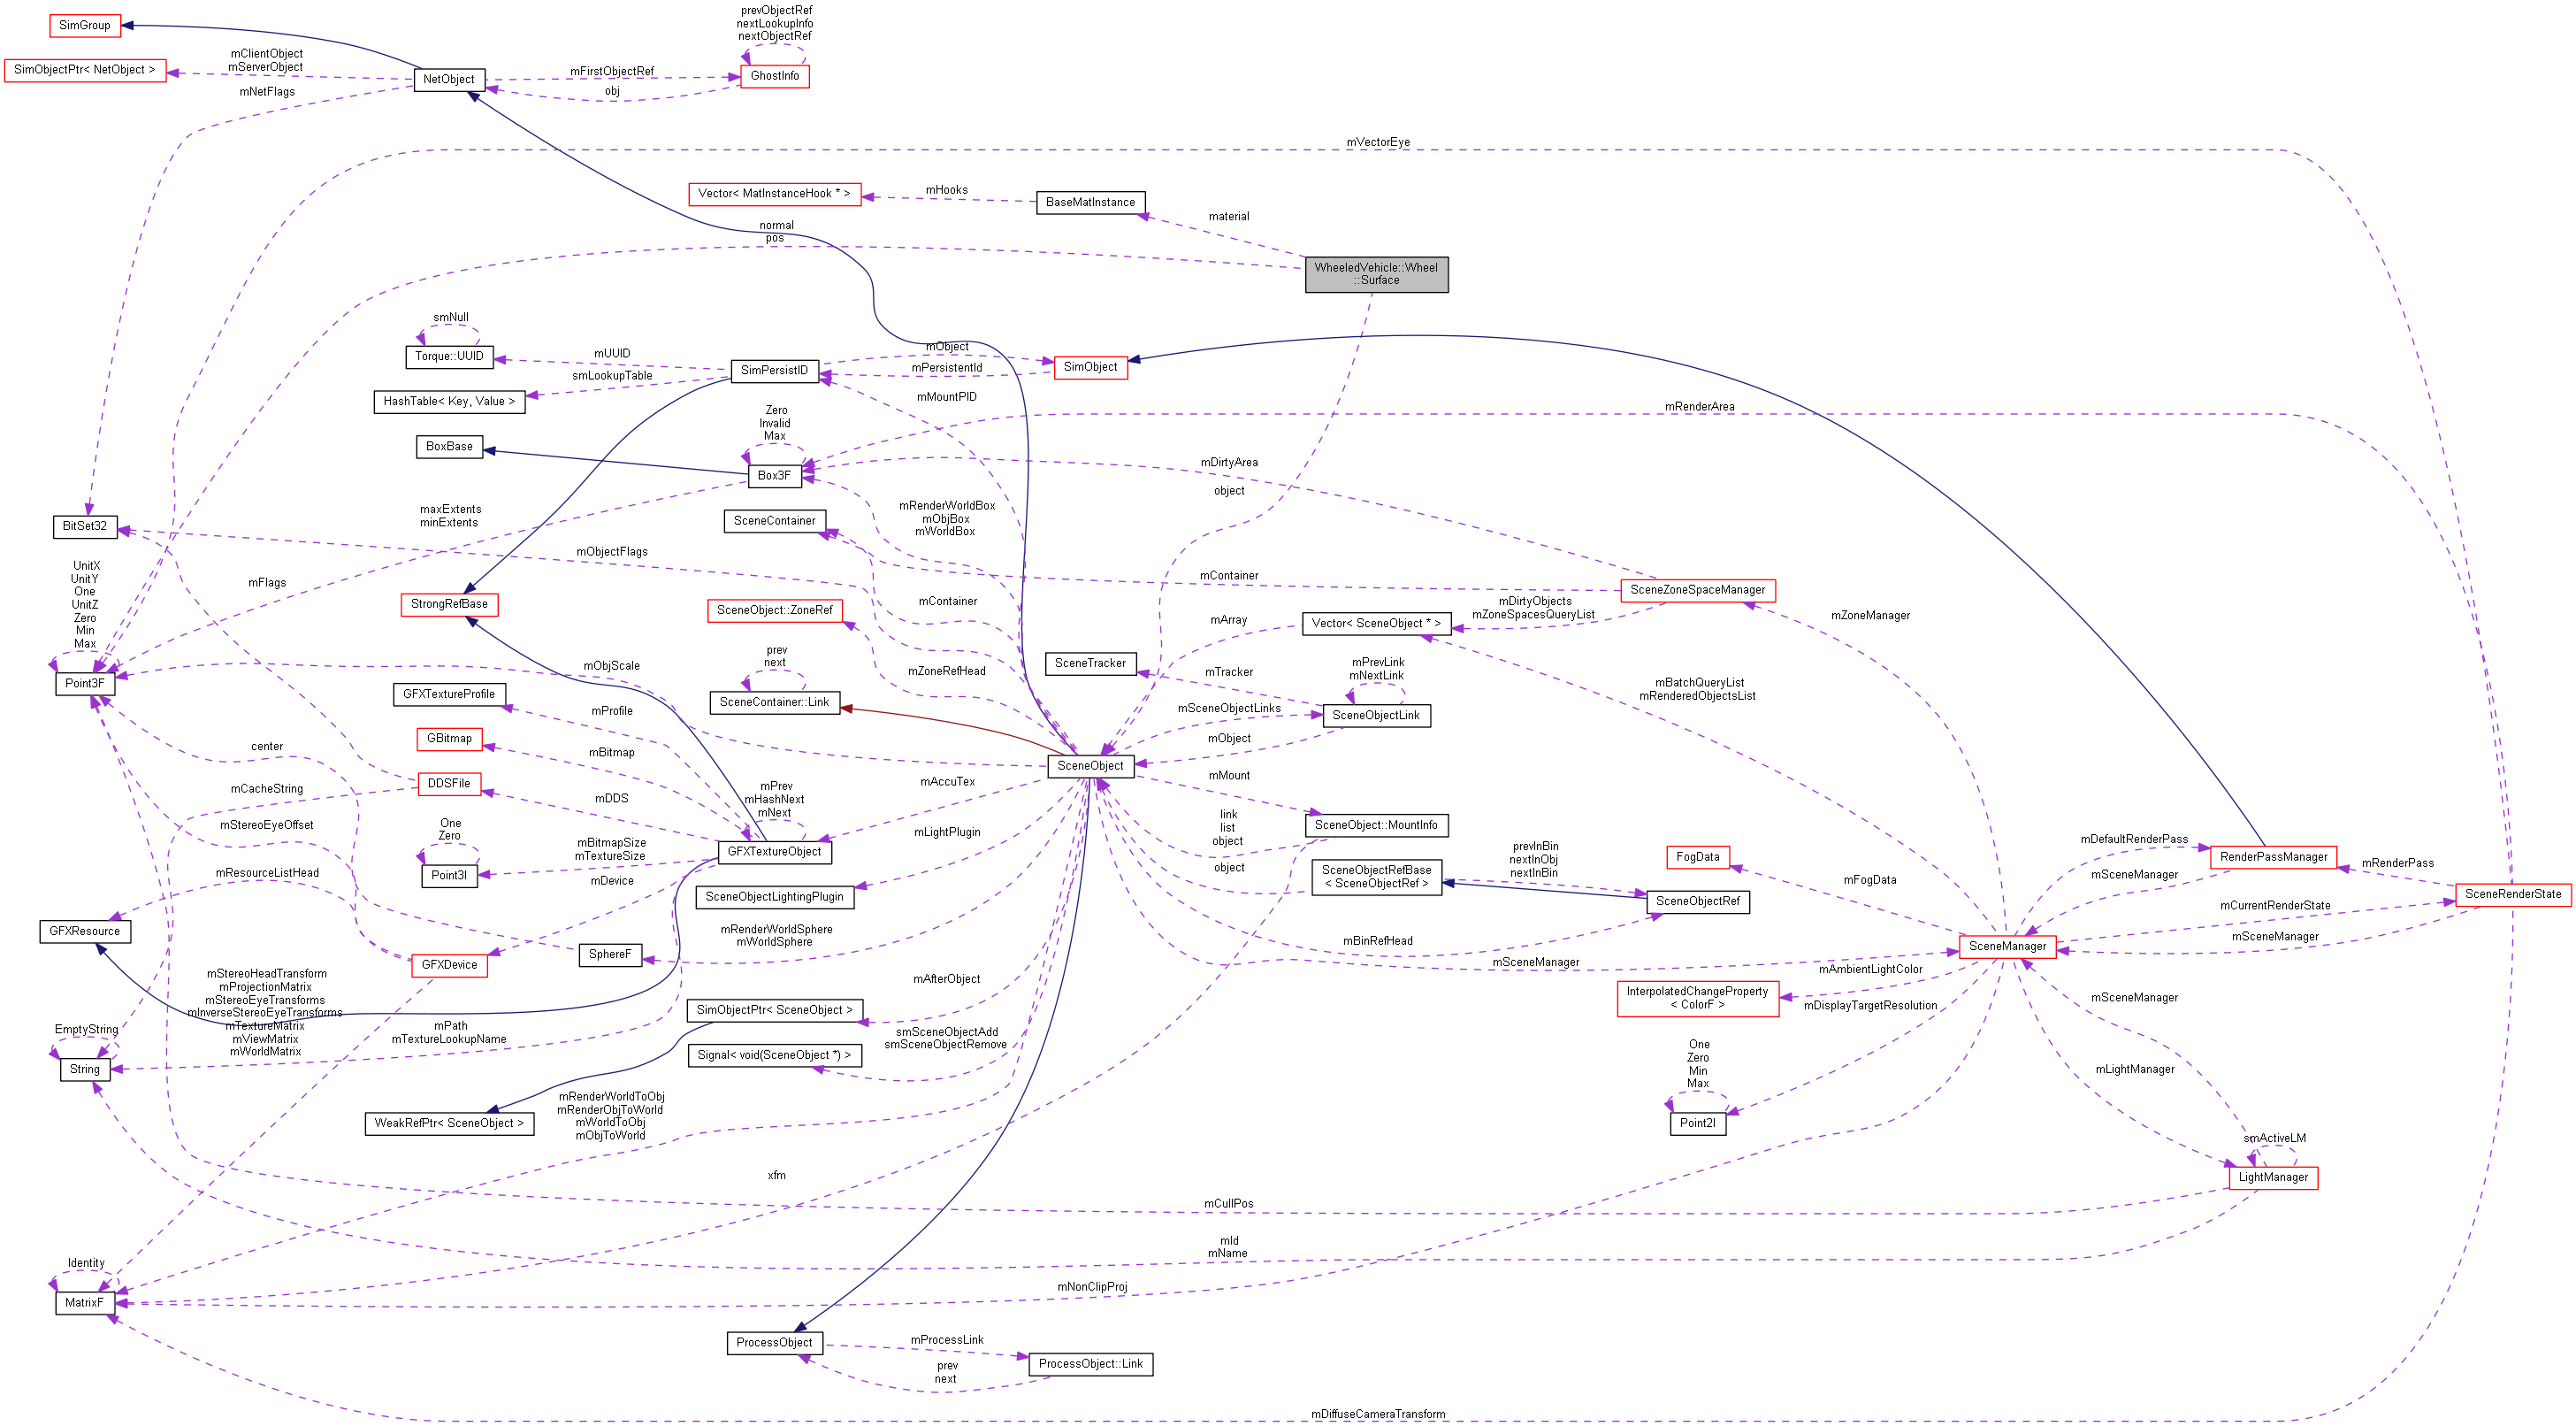 prevObjectRef
nextLookupInfo
nextObjectRef
SimGroup
mClientObject
mServerObject
SimObjectPtr< NetObject >
NetObject
mFirstObjectRef
GhostInfo
obj
mNetFlags
mVectorEye
Vector< MatInstanceHook * >
mHooks
BaseMatInstance
material
normal
pos
WheeledVehicle::Wheel
::Surface
smNull
Torque::UUID
mUUID
smLookupTable
SimPersistID
mObject
mPersistentId
SimObject
HashTable< Key, Value >
mMountPID
mRenderArea
Zero
Invalid
Max
BoxBase
Box3F
mDirtyArea
object
maxExtents
minExtents
mRenderWorldBox
mObjBox
mWorldBox
SceneContainer
BitSet32
mObjectFlags
mFlags
mContainer
SceneZoneSpaceManager
UnitX
UnitY
One
UnitZ
Zero
Min
Max
StrongRefBase
SceneObject::ZoneRef
mContainer
mArray
Vector< SceneObject * >
mDirtyObjects
mZoneSpacesQueryList
mZoneManager
Point3F
mObjScale
mZoneRefHead
prev
next
SceneTracker
mTracker
mPrevLink
mNextLink
mBatchQueryList
mRenderedObjectsList
GFXTextureProfile
SceneContainer::Link
mProfile
mSceneObjectLinks
SceneObjectLink
GBitmap
mBitmap
mObject
center
SceneObject
mMount
mCacheString
DDSFile
mDDS
mPrev
mHashNext
mNext
mAccuTex
mStereoEyeOffset
One
Zero
mBitmapSize
mTextureSize
mLightPlugin
link
list
object
SceneObject::MountInfo
GFXTextureObject
Point3I
mResourceListHead
mDevice
SceneObjectLightingPlugin
object
SceneObjectRefBase
< SceneObjectRef >
prevInBin
nextInObj
nextInBin
SceneObjectRef
FogData
mFogData
mDefaultRenderPass
RenderPassManager
mSceneManager
mRenderPass
SceneRenderState
mCurrentRenderState
mSceneManager
GFXResource
GFXDevice
SphereF
mRenderWorldSphere
mWorldSphere
mBinRefHead
mSceneManager
SceneManager
mStereoHeadTransform
mProjectionMatrix
mStereoEyeTransforms
mInverseStereoEyeTransforms
mTextureMatrix
mViewMatrix
mWorldMatrix
mAfterObject
InterpolatedChangeProperty
< ColorF >
mAmbientLightColor
mDisplayTargetResolution
mSceneManager
EmptyString
String
mPath
mTextureLookupName
SimObjectPtr< SceneObject >
smSceneObjectAdd
smSceneObjectRemove
Signal< void(SceneObject *) >
One
Zero
Min
Max
Point2I
mLightManager
WeakRefPtr< SceneObject >
mRenderWorldToObj
mRenderObjToWorld
mWorldToObj
mObjToWorld
smActiveLM
LightManager
xfm
mCullPos
mId
mName
Identity
MatrixF
mNonClipProj
ProcessObject
mProcessLink
ProcessObject::Link
prev
next
mDiffuseCameraTransform